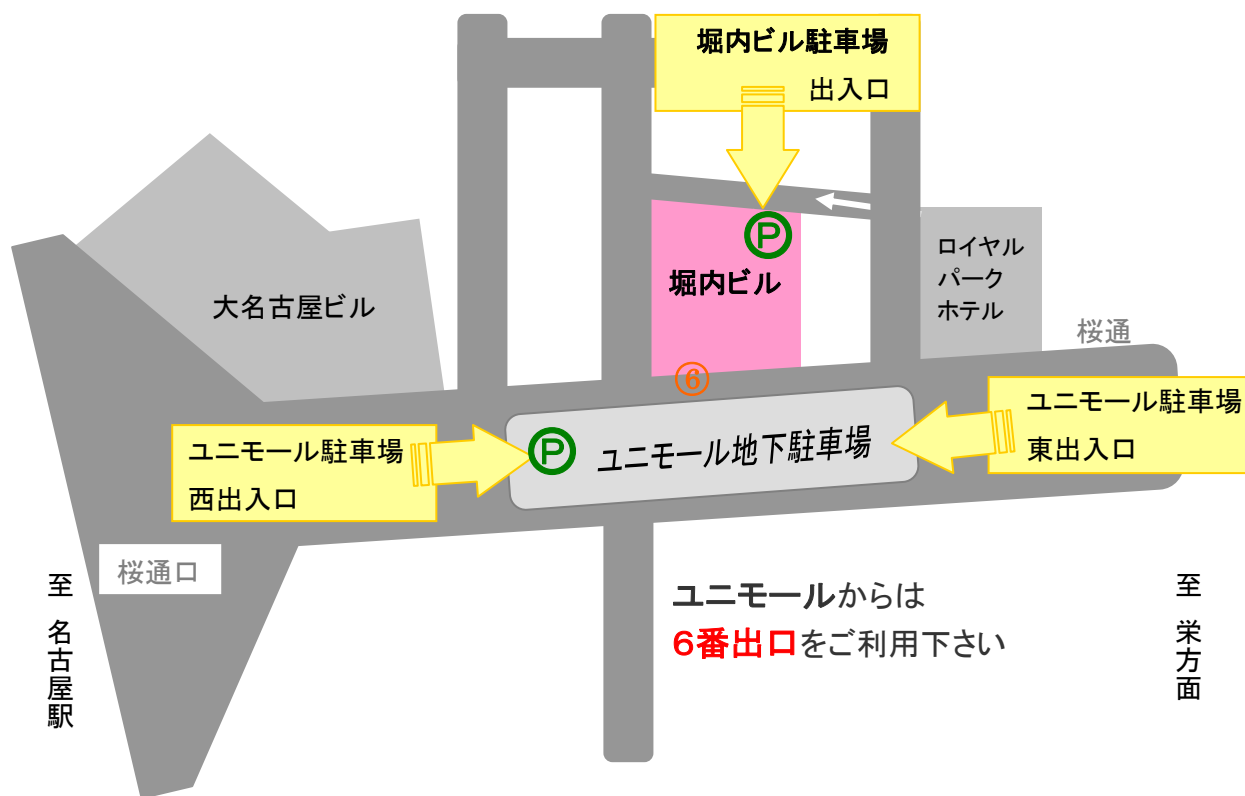 堀内ビル駐車場
出入口
Ⓟ
堀内ビル
ロイヤル
パーク
ホテル
大名古屋ビル
桜通
⑥
ユニモール駐車場
西出入口
Ⓟ
ユニモール地下駐車場
ユニモール駐車場
東出入口
桜通口
至 名古屋駅
ユニモールからは
6番出口をご利用下さい
至 栄方面